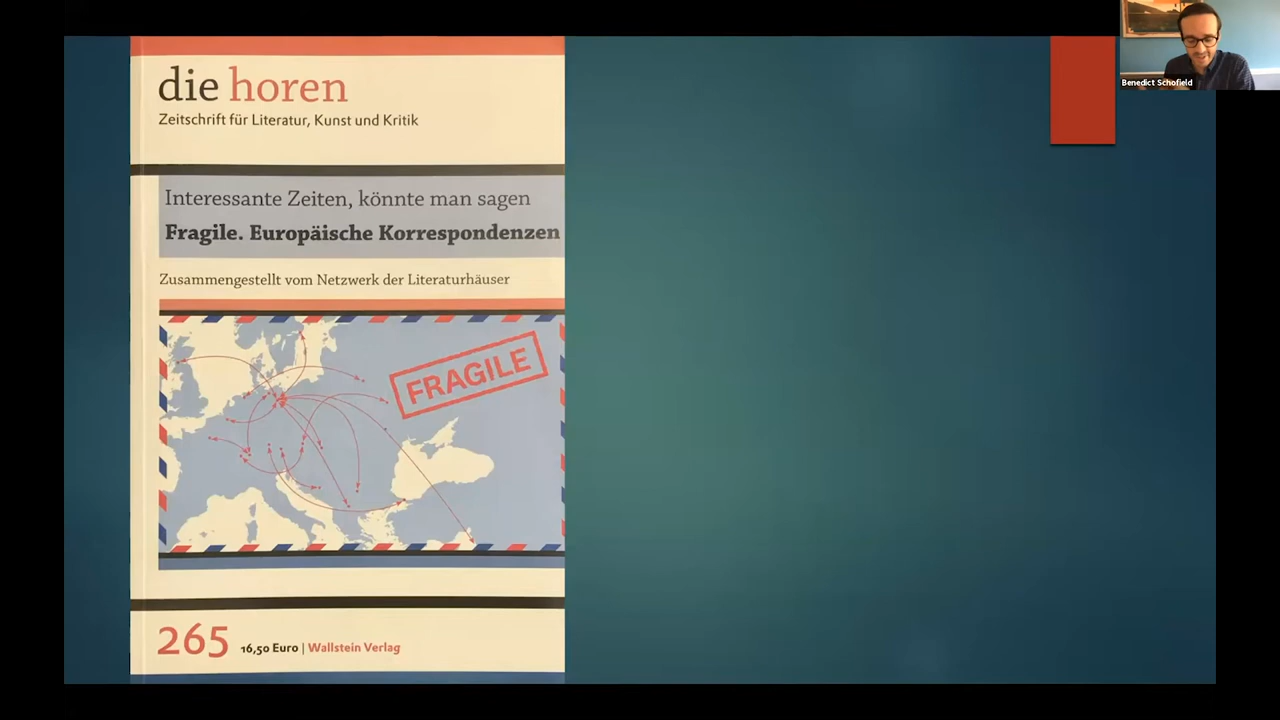 die horen
Zeitschrift für Literatur, Kunst und Kritik
Interessante Zeiten, könnte man sagen
Fragile. Europäische Korrespondenzen
Zusammengestellt vom Netzwerk der Literaturhäuser
FRAGILE
265 16,50 Euro | Wallstein Verlag
Benedict Schofield